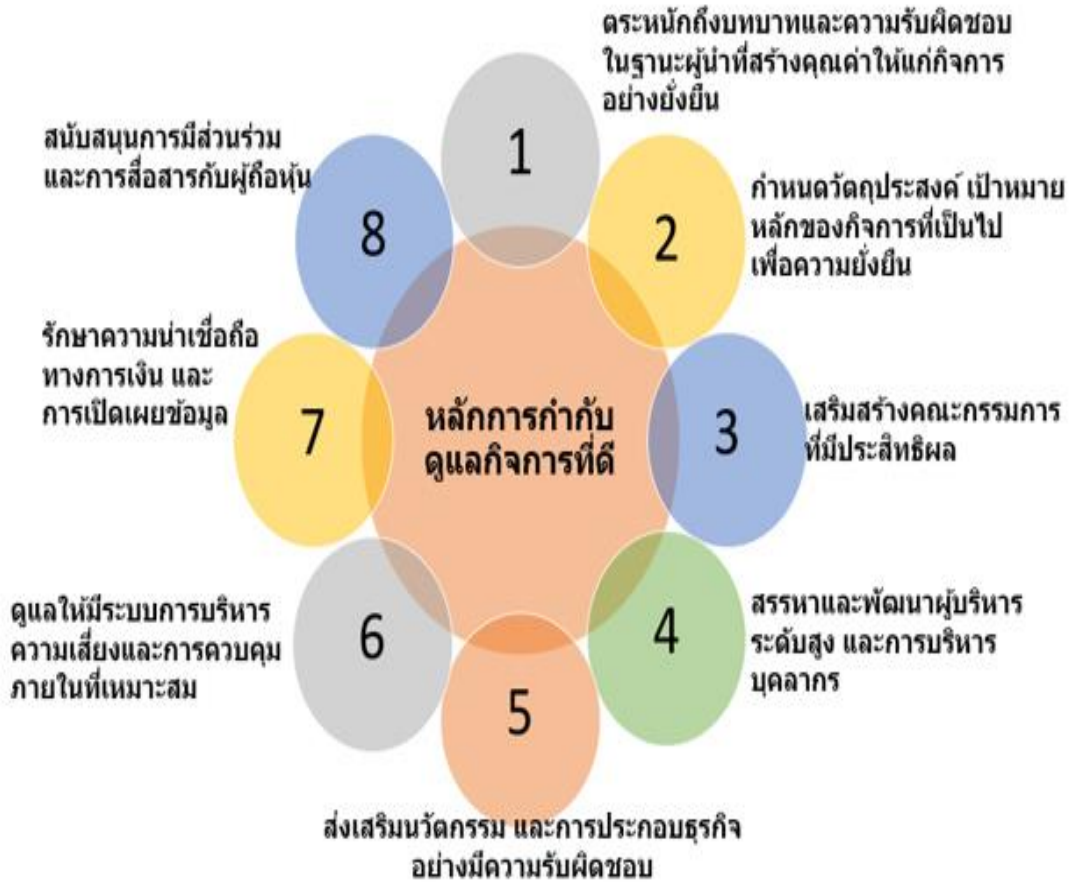 1
ตระหนักถึงบทบาทและความรับผิดชอบ
ในฐานะผู้นำที่สร้างคุณค่าให้แก่กิจการ
อย่างยั่งยืน
2
กำหนดวัตถุประสงค์ เป้าหมาย
หลักของกิจการที่เป็นไป
เพื่อความยั่งยืน
3
เสริมสร้างคณะกรรมการ
ที่มีประสิทธิผล
4
สรรหาและพัฒนาผู้บริหาร
ระดับสูง และการบริหาร
บุคลากร
5
ส่งเสริมนวัตกรรม และการประกอบธุรกิจ
อย่างมีความรับผิดชอบ
6
ดูแลให้มีระบบการบริหาร
ความเสี่ยงและการควบคุม
ภายในที่เหมาะสม
7
รักษาความน่าเชื่อถือ
ทางการเงิน และ
การเปิดเผยข้อมูล
8
สนับสนุนการมีส่วนร่วม
และการสื่อสารกับผู้ถือหุ้น
หลักการกำกับ
ดูแลกิจการที่ดี